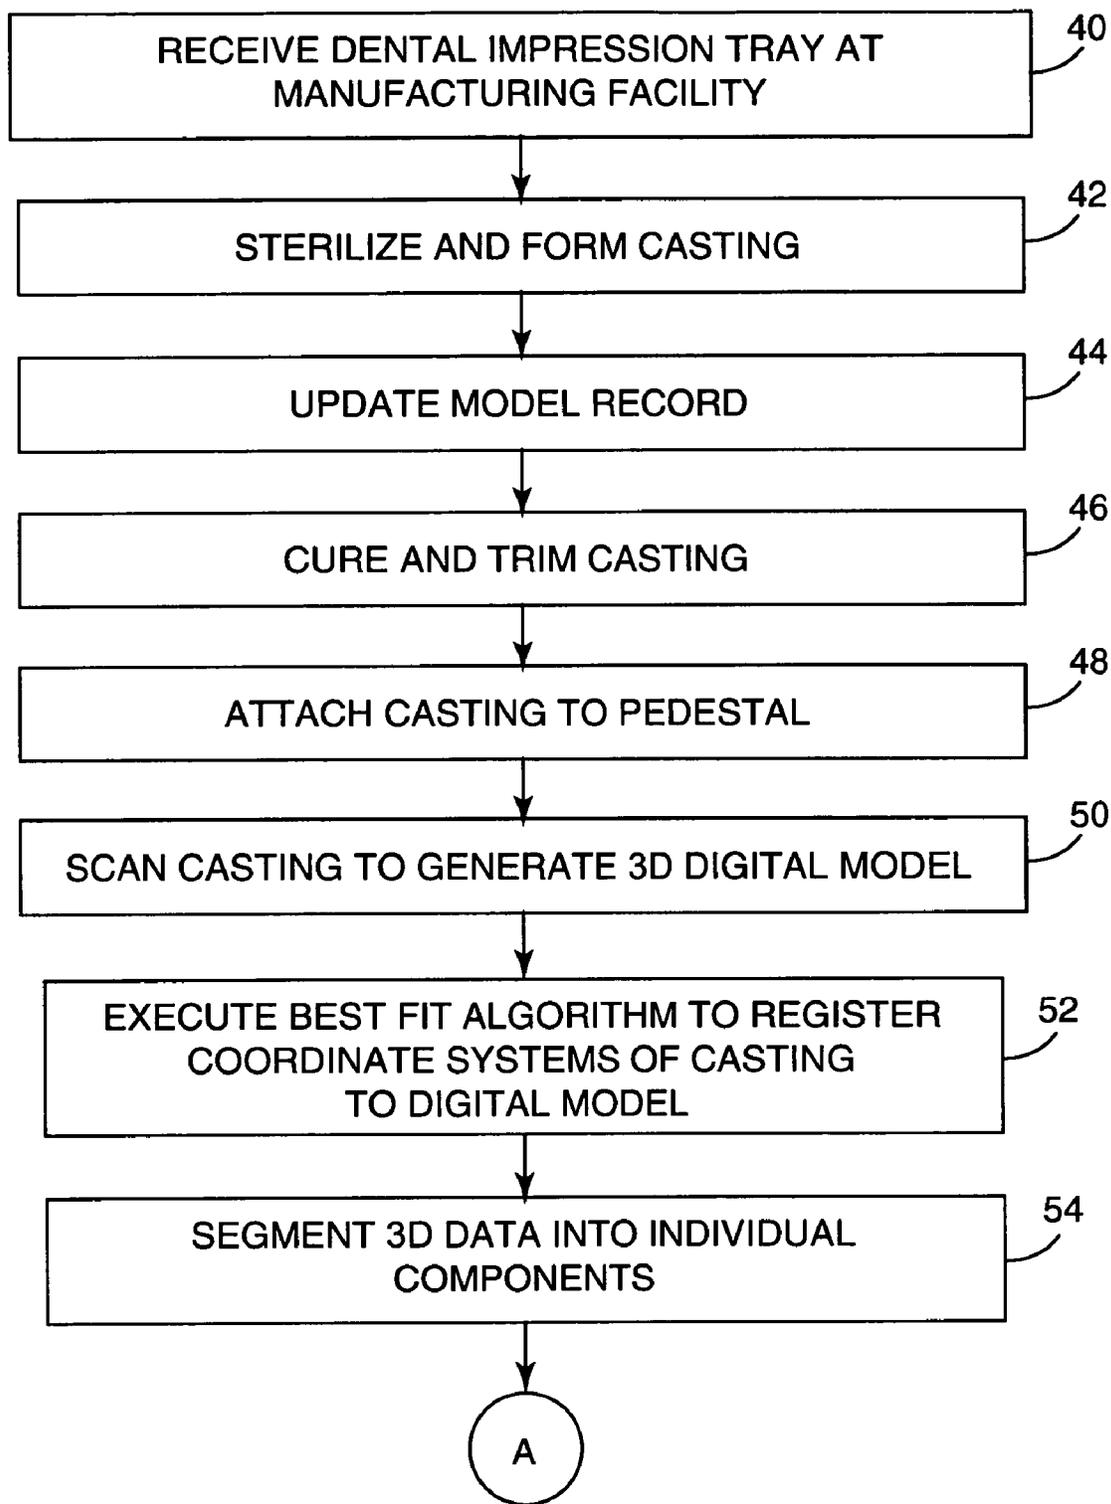 RECEIVE DENTAL IMPRESSION TRAY AT
MANUFACTURING FACILITY
40
STERILIZE AND FORM CASTING
42
UPDATE MODEL RECORD
44
CURE AND TRIM CASTING
46
ATTACH CASTING TO PEDESTAL
48
SCAN CASTING TO GENERATE 3D DIGITAL MODEL
50
EXECUTE BEST FIT ALGORITHM TO REGISTER
COORDINATE SYSTEMS OF CASTING
TO DIGITAL MODEL
52
SEGMENT 3D DATA INTO INDIVIDUAL
COMPONENTS
54
A